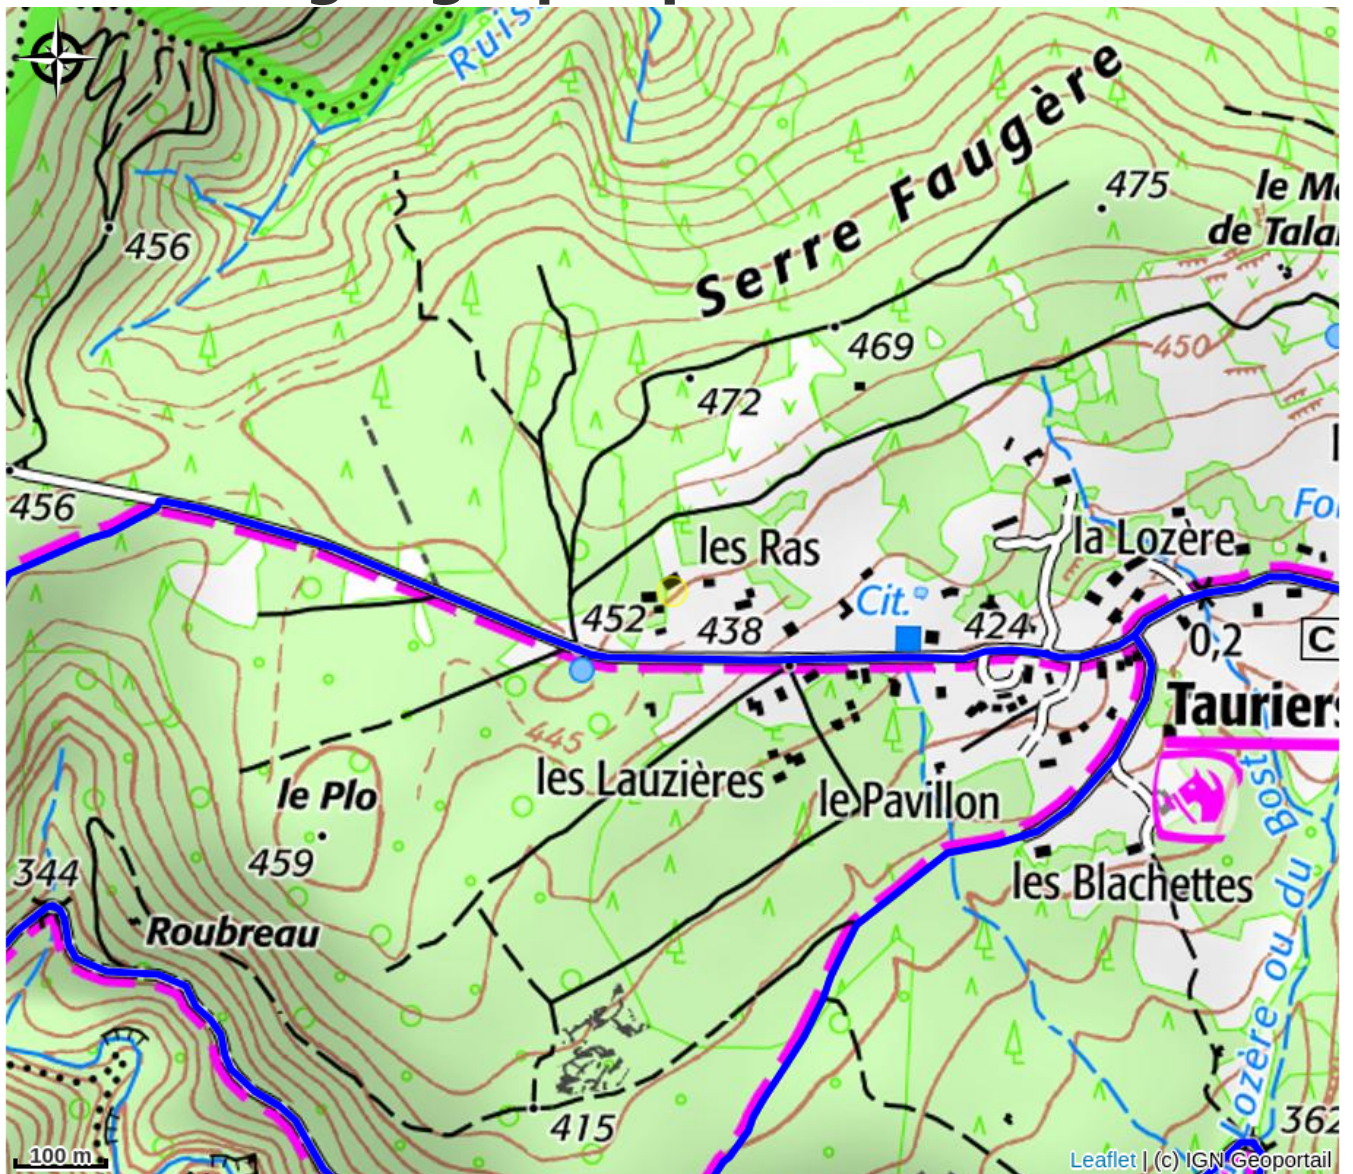 Ruis
Serre Faugère
475
le M
de Tala
456
469
450
472
456
les Ras
la Lozère
Fo
Cit.
452
438
424
0,2
C
Tauriers
445
les Lauzières
le Pavillon
le Plo
459
344
les Blachettes
Roubreau
Lozère ou du Bost
415
362
100 m
Leaflet | (c) IGN Geoportail